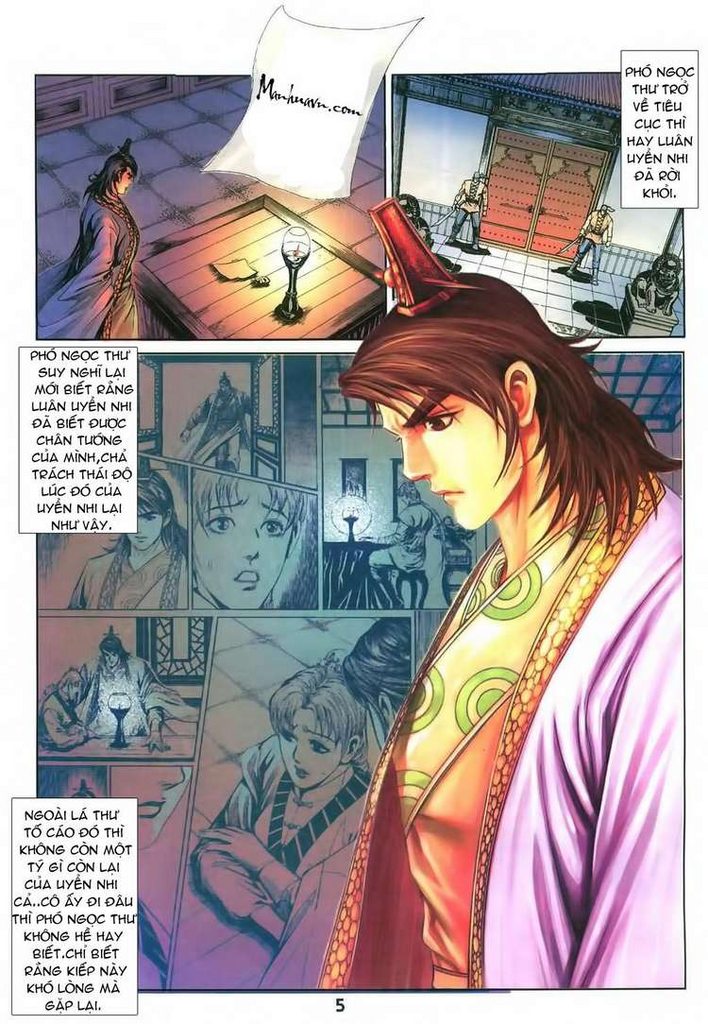 Manhuavn.com
PHÓ NGỌC
THƯ TRỞ
VỀ TIÊU
CỤC THÌ
HAY LUÂN
UYỂN NHI
ĐÃ RỜI
KHỎI.
PHÓ NGỌC THƯ
SUY NGHĨ LẠI
MỚI BIẾT RẰNG
LUÂN UYỂN NHI
ĐÃ BIẾT ĐƯỢC
CHÂN TƯỚNG
CỦA MÌNH,CHẢ
TRÁCH THÁI ĐỘ
LÚC ĐÓ CỦA
UYỂN NHI LẠI
NHƯ VẬY.
NGOÀI LÁ THƯ
TỐ CÁO ĐÓ THÌ
KHÔNG CÒN MỘT
TÝ GÌ CÒN LẠI
CỦA UYỂN NHI
CẢ..CÔ ẤY ĐI ĐÂU
THÌ PHÓ NGỌC THƯ
KHÔNG HỀ HAY
BIẾT.CHỈ BIẾT
RẰNG KIẾP NÀY
KHÓ LÒNG MÀ
GẶP LẠI.
5